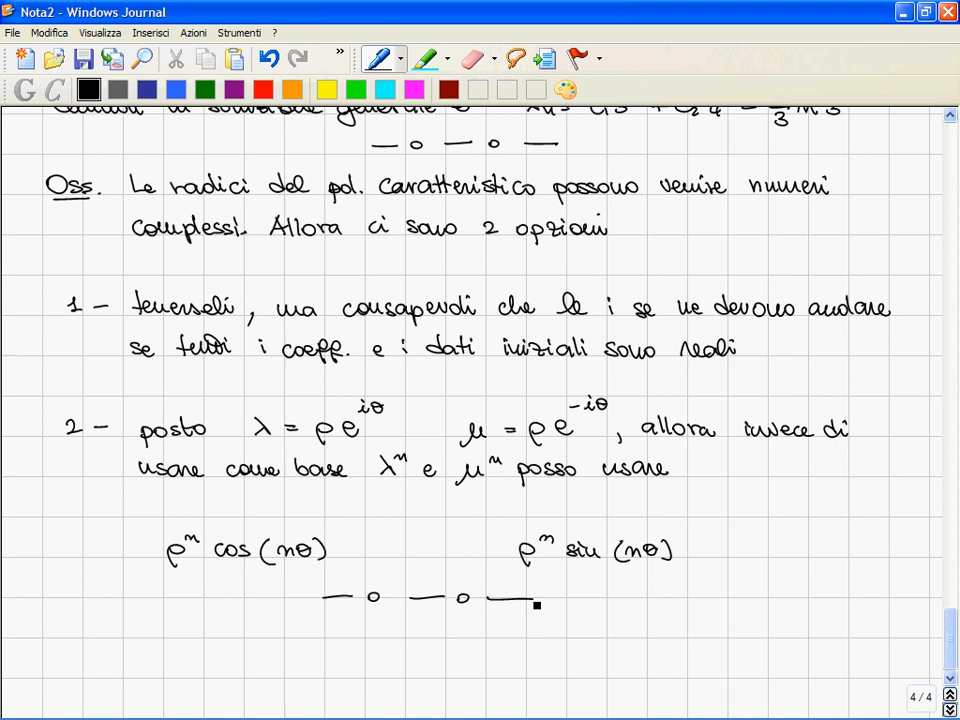 Nota2 - Windows Journal
File Modifica Visualizza Inserisci Azioni Strumenti ?
Oss. Le radici del pol. caratteristico possono venire numeri
complessi. Allora ci sono 2 opzioni
1 - tenerseli, ma consapevoli che le i se ne devono andare
se tutti i coeff. e i dati iniziali sono reali
2 - posto λ = ρ e^{iθ} μ = ρ e^{-iθ}, allora invece di
usare come base λ^n e μ^n posso usare
ρ^n cos (nθ) ρ^n sin (nθ)
4 / 4